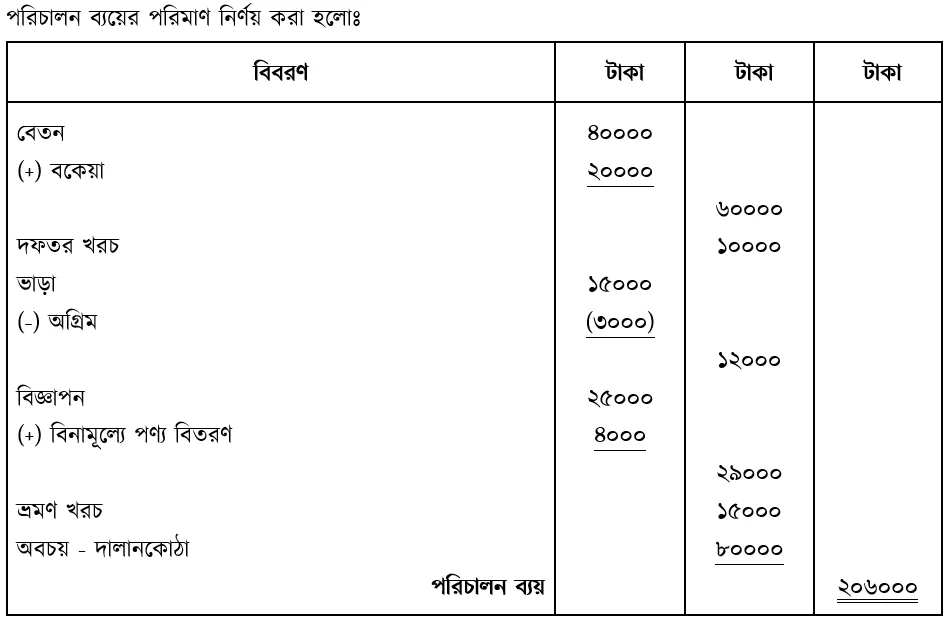 পরিচালন ব্যয়ের পরিমাণ নির্ণয় করা হলোঃ
বিবরণ টাকা টাকা টাকা
বেতন ৪০০০০
(+) বকেয়া ২০০০০
৬০০০০
দফতর খরচ ১০০০০
ভাড়া ১৫০০০
(-) অগ্রিম (৩০০০)
১২০০০
বিজ্ঞাপন ২৫০০০
(+) বিনামূল্যে পণ্য বিতরণ ৪০০০
২৯০০০
ভ্রমণ খরচ ১৫০০০
অবচয় - দালানকোঠা ৮০০০০
পরিচালন ব্যয় ২০৬০০০